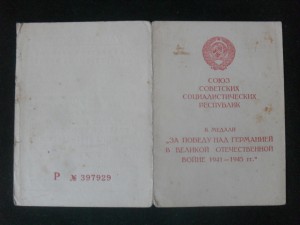 Р № 397929
СОЮЗ
СОВЕТСКИХ
СОЦИАЛИСТИЧЕСКИХ
РЕСПУБЛИК
К МЕДАЛИ
„ЗА ПОБЕДУ НАД ГЕРМАНИЕЙ
В ВЕЛИКОЙ ОТЕЧЕСТВЕННОЙ
ВОЙНЕ 1941–1945 гг."